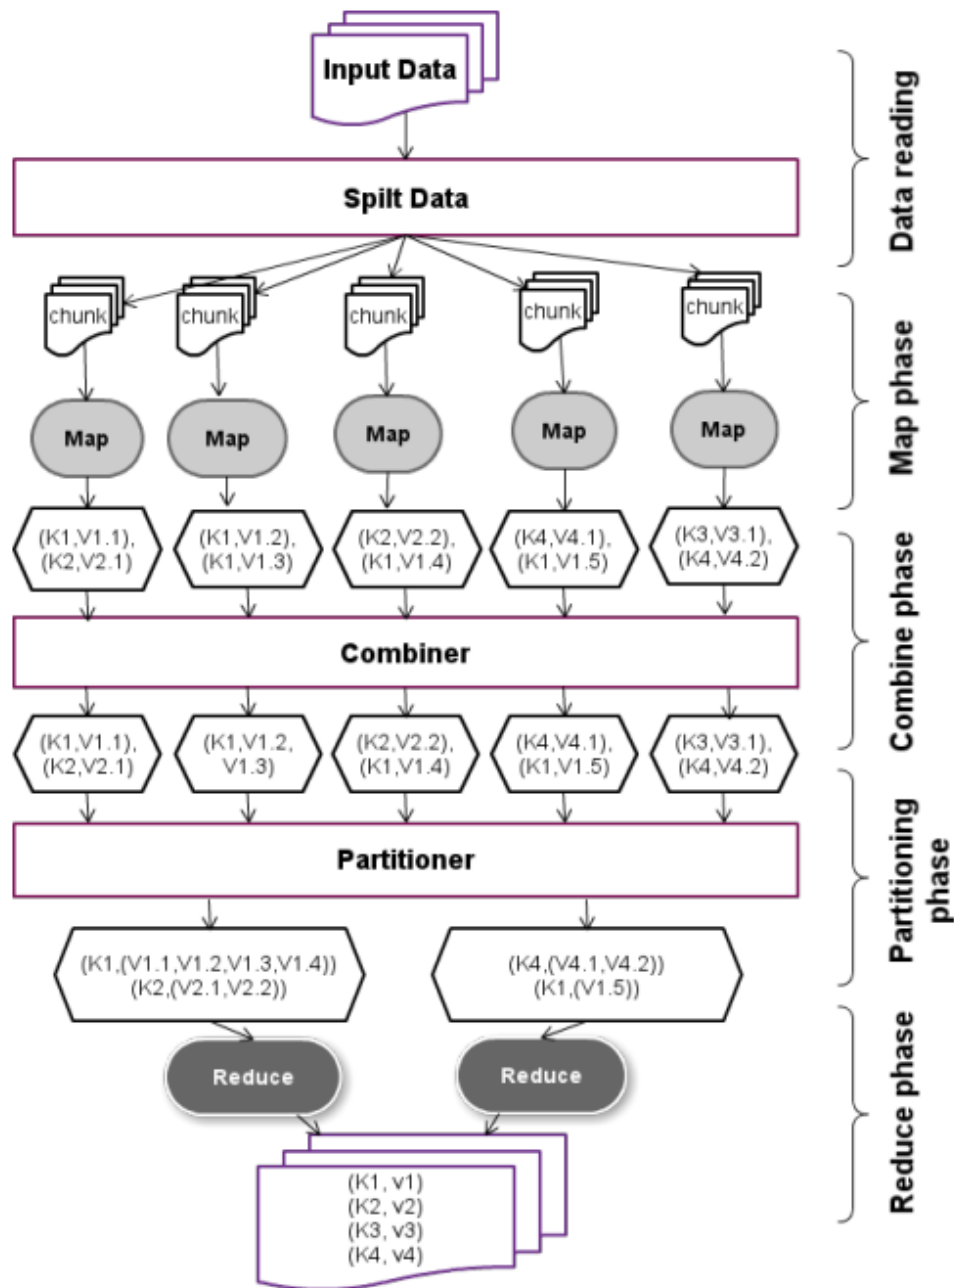 Input Data
Data reading
Spilt Data
chunk
chunk
chunk
chunk
chunk
Map phase
Map
Map
Map
Map
Map
(K1,V1.1),
(K2,V2.1)
(K1,V1.2),
(K1,V1.3)
(K2,V2.2),
(K1,V1.4)
(K4,V4.1),
(K1,V1.5)
(K3,V3.1),
(K4,V4.2)
Combine phase
Combiner
(K1,V1.1),
(K2,V2.1)
(K1,V1.2,
V1.3)
(K2,V2.2),
(K1,V1.4)
(K4,V4.1),
(K1,V1.5)
(K3,V3.1),
(K4,V4.2)
Partitioner
Partitioning
phase
(K1,(V1.1,V1.2,V1.3,V1.4))
(K2,(V2.1,V2.2))
(K4,(V4.1,V4.2))
(K1,(V1.5))
Reduce phase
Reduce
Reduce
(K1, v1)
(K2, v2)
(K3, v3)
(K4, v4)